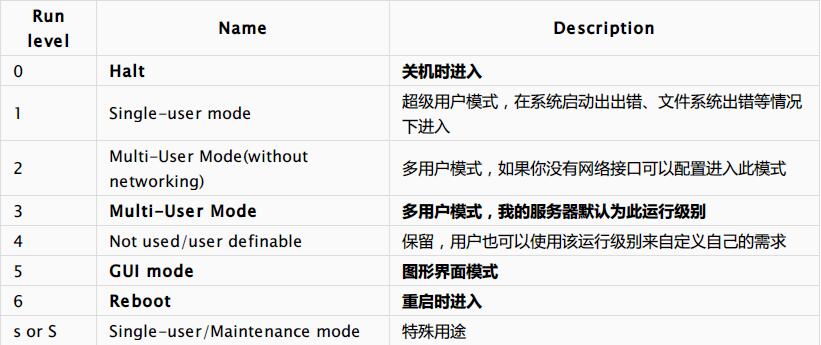 Run level Name Description
0 Halt 关机时进入
1 Single-user mode 超级用户模式，在系统启动出出错、文件系统出错等情况下进入
2 Multi-User Mode(without networking) 多用户模式，如果你没有网络接口可以配置进入此模式
3 Multi-User Mode 多用户模式，我的服务器默认为此运行级别
4 Not used/user definable 保留，用户也可以使用该运行级别来自定义自己的需求
5 GUI mode 图形界面模式
6 Reboot 重启时进入
s or S Single-user/Maintenance mode 特殊用途